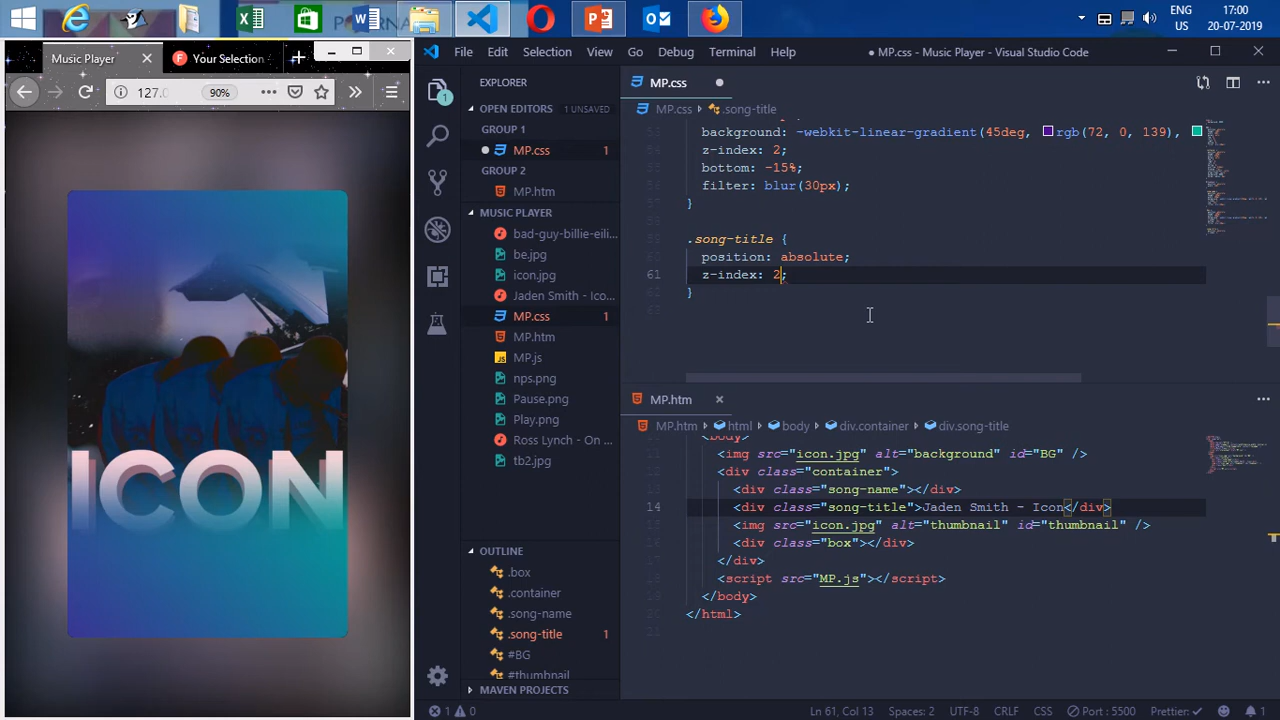 ENG
17:00
US
20-07-2019
Music Player
Your Selection
127.0
90%
ICON
File Edit Selection View Go Debug Terminal Help
● MP.css - Music Player - Visual Studio Code
EXPLORER
OPEN EDITORS 1 UNSAVED
GROUP 1
MP.css 1
GROUP 2
MP.htm
MUSIC PLAYER
bad-guy-billie-eili...
be.jpg
icon.jpg
Jaden Smith - Ico...
MP.css 1
MP.htm
MP.js
nps.png
Pause.png
Play.png
Ross Lynch - On ...
tb2.jpg
OUTLINE
.box
.container
.song-name
.song-title 1
#BG
#thumbnail
MAVEN PROJECTS
MP.css
MP.css > .song-title
background: -webkit-linear-gradient(45deg, rgb(72, 0, 139),
z-index: 2;
bottom: -15%;
filter: blur(30px);
}
.song-title {
position: absolute;
61 z-index: 2;
}
MP.htm
MP.htm > html > body > div.container > div.song-title
<body>
<img src="icon.jpg" alt="background" id="BG" />
<div class="container">
<div class="song-name"></div>
14 <div class="song-title">Jaden Smith - Icon</div>
<img src="icon.jpg" alt="thumbnail" id="thumbnail" />
<div class="box"></div>
</div>
<script src="MP.js"></script>
</body>
</html>
1 0
Ln 61, Col 13 Spaces: 2 UTF-8 CRLF CSS Port : 5500 Prettier: ✓ 1